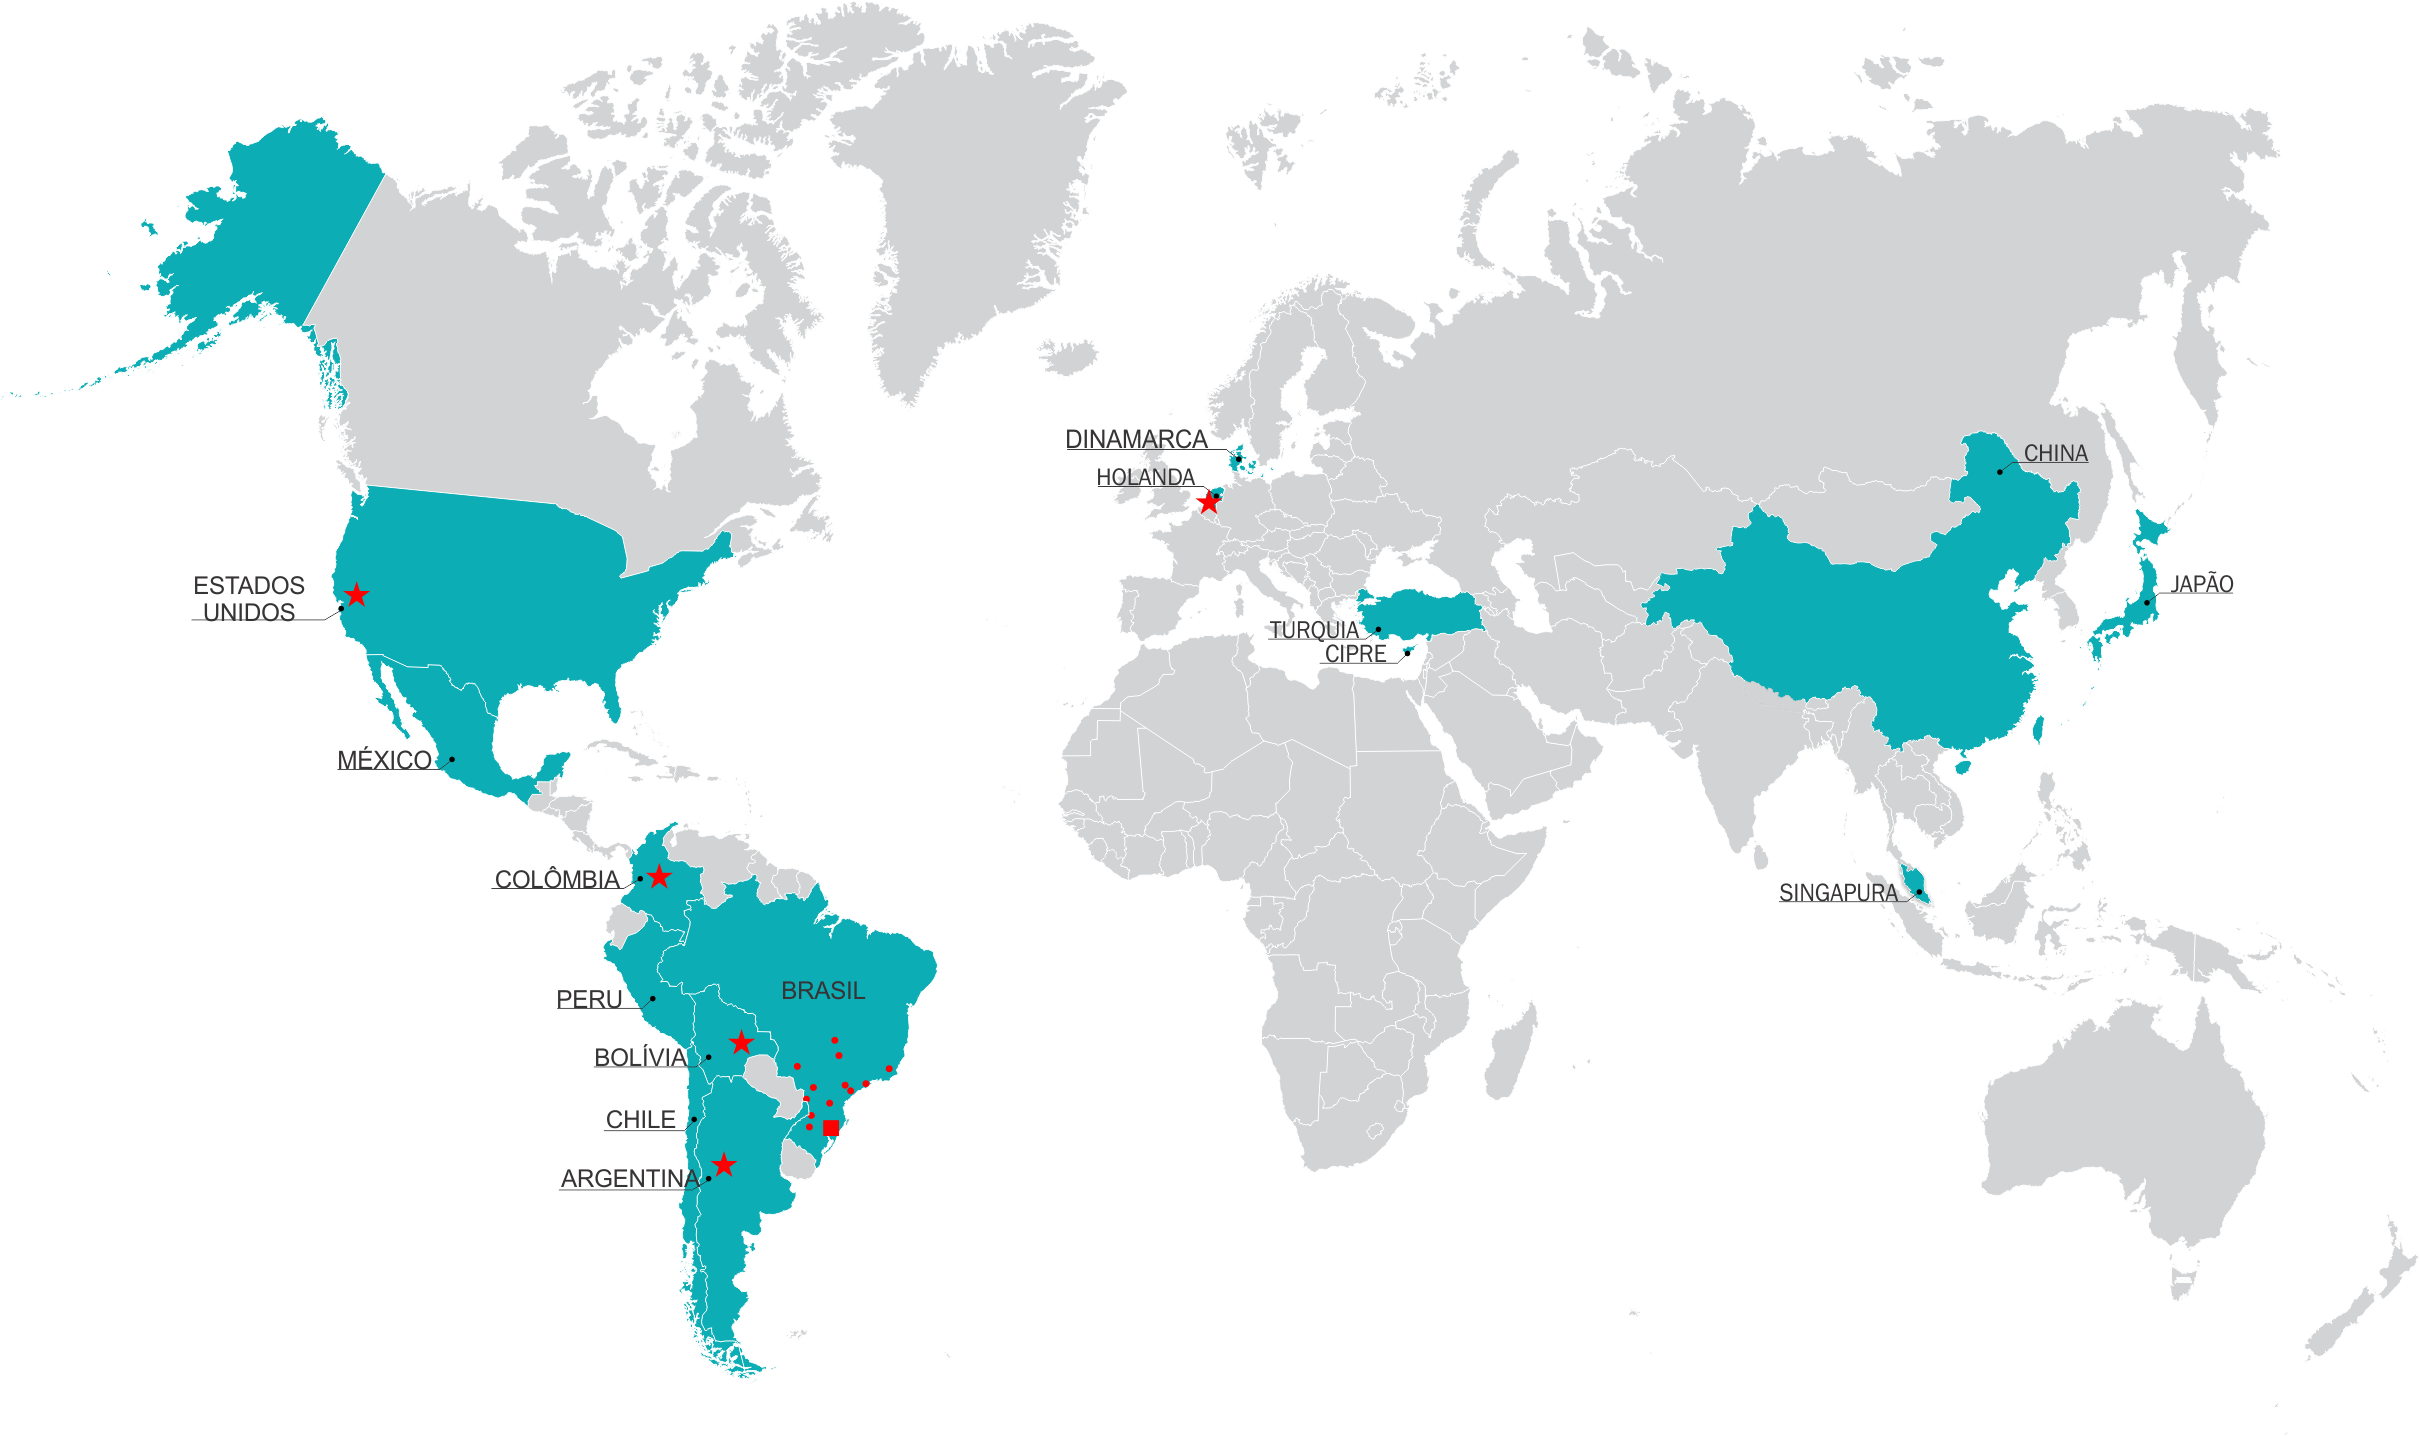 DINAMARCA
CHINA
HOLANDA
ESTADOS
UNIDOS
JAPÃO
TURQUIA
CIPRE
MÉXICO
COLÔMBIA
SINGAPURA
BRASIL
PERU
BOLÍVIA
CHILE
ARGENTINA